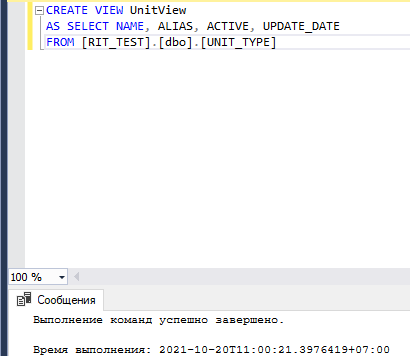 CREATE VIEW UnitView
AS SELECT NAME, ALIAS, ACTIVE, UPDATE_DATE
FROM [RIT_TEST].[dbo].[UNIT_TYPE]
100 %
Сообщения
Выполнение команд успешно завершено.
Время выполнения: 2021-10-20T11:00:21.3976419+07:00